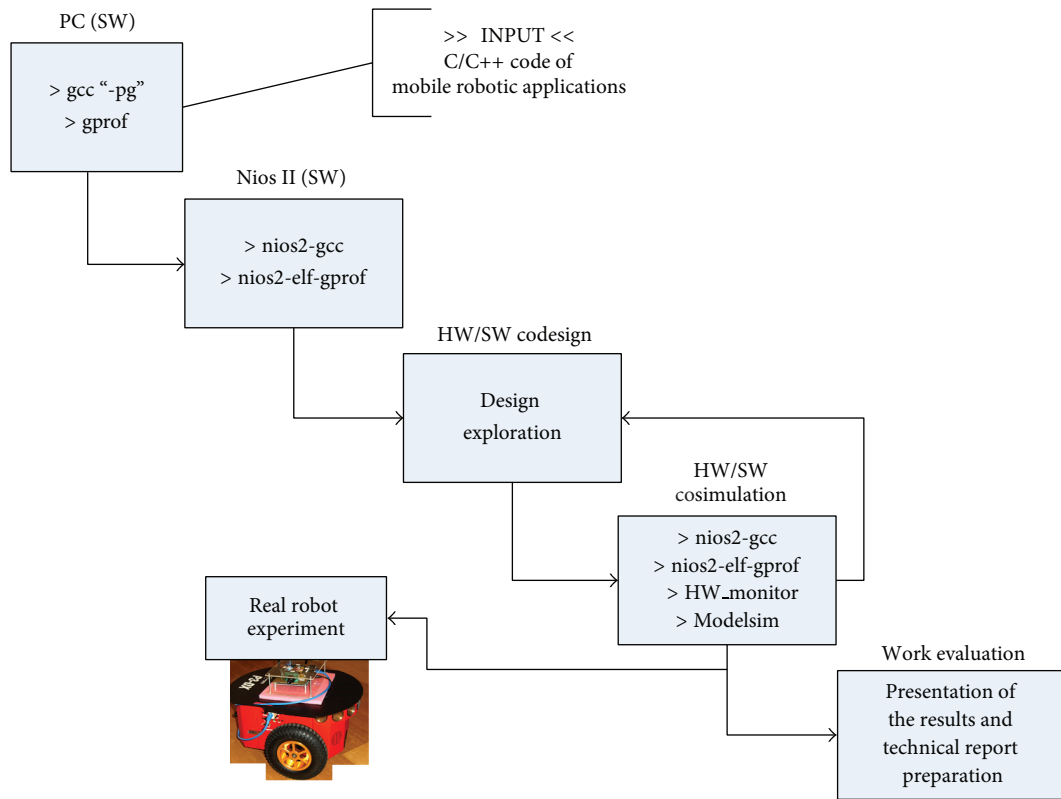 PC (SW)
> gcc “-pg”
> gprof
>> INPUT <<
C/C++ code of
mobile robotic applications
Nios II (SW)
> nios2-gcc
> nios2-elf-gprof
HW/SW codesign
Design
exploration
HW/SW
cosimulation
> nios2-gcc
> nios2-elf-gprof
> HW_monitor
> Modelsim
Real robot
experiment
P3-DX
Work evaluation
Presentation of
the results and
technical report
preparation